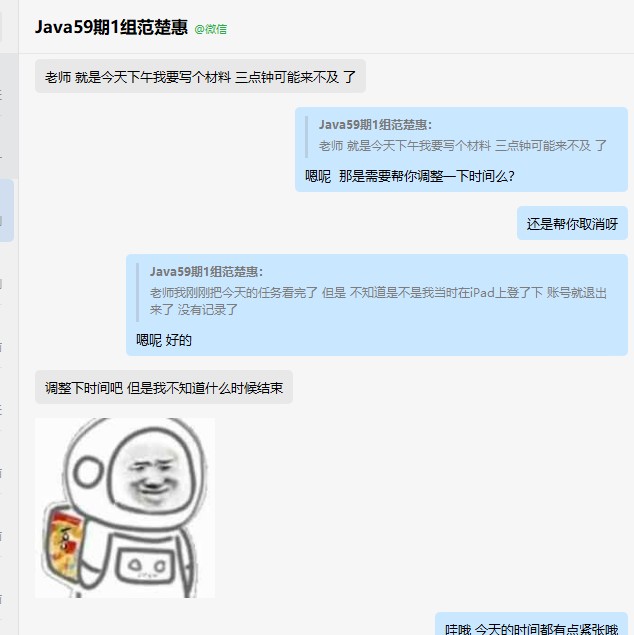 Java59期1组范楚惠 @微信
老师 就是今天下午我要写个材料 三点钟可能来不及 了
Java59期1组范楚惠：
老师 就是今天下午我要写个材料 三点钟可能来不及 了
嗯呢 那是需要帮你调整一下时间么？
还是帮你取消呀
Java59期1组范楚惠：
老师我刚刚把今天的任务看完了 但是 不知道是不是我当时在iPad上登了下 账号就退出
来了 没有记录了
嗯呢 好的
调整下时间吧 但是我不知道什么时候结束
哇哦 今天的时间都有点紧张哦